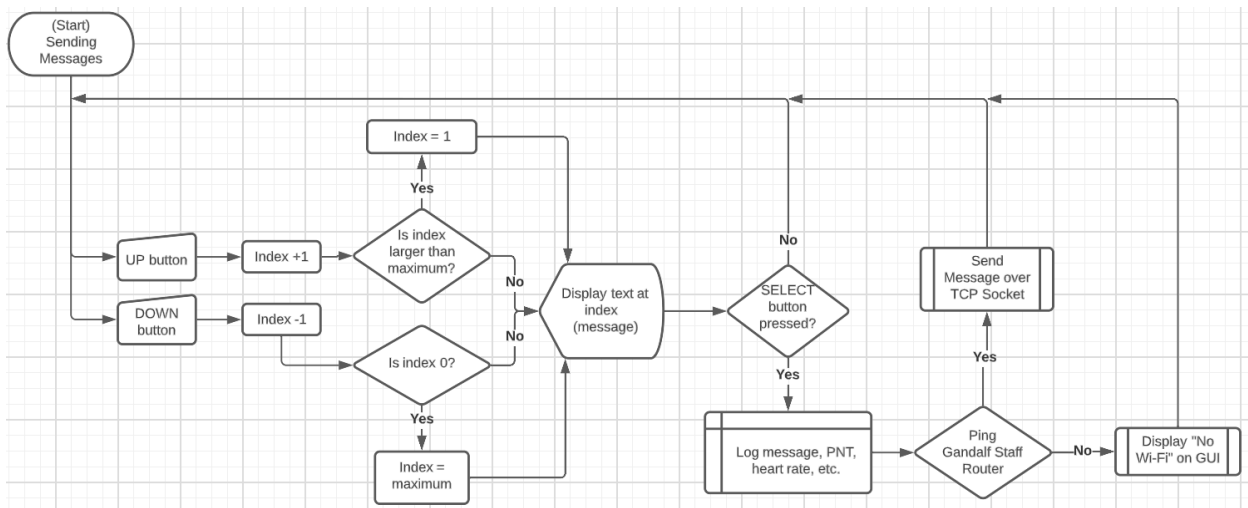 (Start)
Sending
Messages
Index = 1
Yes
UP button
Index +1
Is index
larger than
maximum?
No
DOWN
button
Index -1
Is index 0?
No
Yes
Index =
maximum
Display text at
index
(message)
No
SELECT
button
pressed?
Yes
Log message, PNT,
heart rate, etc.
Ping
Gandalf Staff
Router
Yes
Send
Message over
TCP Socket
No
Display "No
Wi-Fi" on GUI